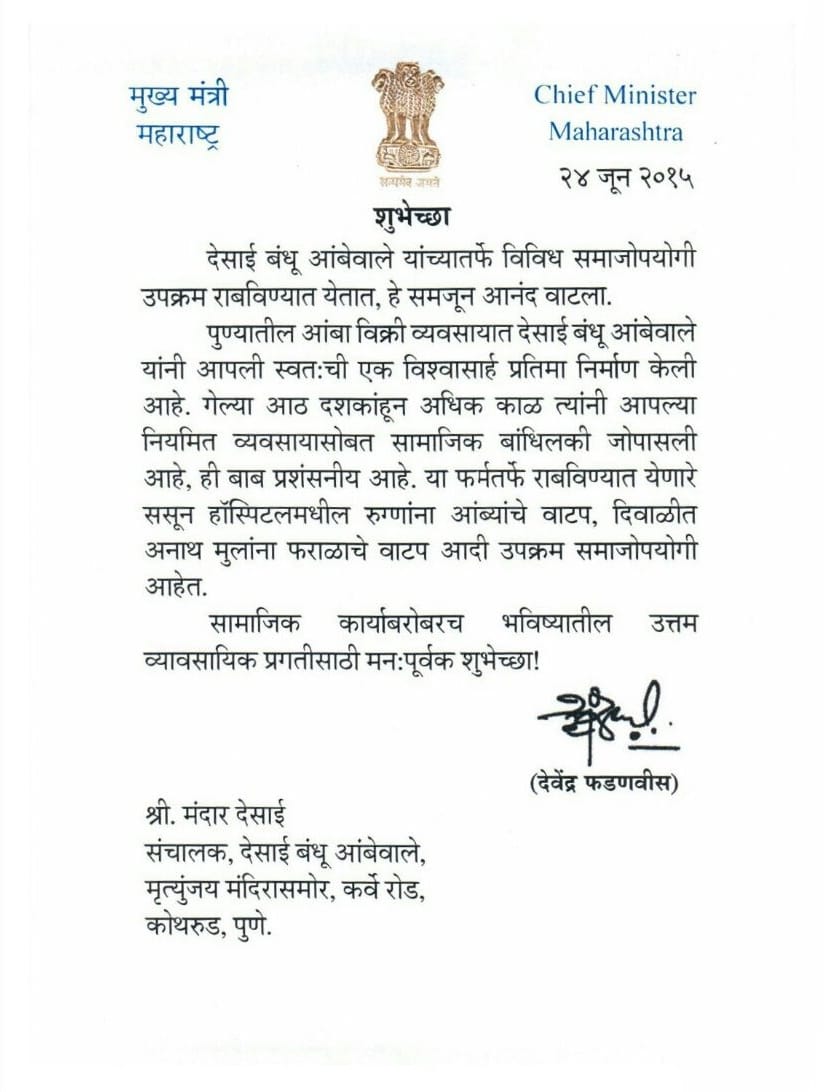 मुख्य मंत्री
महाराष्ट्र
सत्यमेव जयते
Chief Minister
Maharashtra
२४ जून २०१५
शुभेच्छा
देसाई बंधू आंबेवाले यांच्यातर्फे विविध समाजोपयोगी
उपक्रम राबविण्यात येतात, हे समजून आनंद वाटला.
पुण्यातील आंबा विक्री व्यवसायात देसाई बंधू आंबेवाले
यांनी आपली स्वत:ची एक विश्वासार्ह प्रतिमा निर्माण केली
आहे. गेल्या आठ दशकांहून अधिक काळ त्यांनी आपल्या
नियमित व्यवसायासोबत सामाजिक बांधिलकी जोपासली
आहे, ही बाब प्रशंसनीय आहे. या फर्मतर्फे राबविण्यात येणारे
ससून हॉस्पिटलमधील रुग्णांना आंब्यांचे वाटप, दिवाळीत
अनाथ मुलांना फराळाचे वाटप आदी उपक्रम समाजोपयोगी
आहेत.
सामाजिक कार्याबरोबरच भविष्यातील उत्तम
व्यावसायिक प्रगतीसाठी मन:पूर्वक शुभेच्छा!
(देवेंद्र फडणवीस)
श्री. मंदार देसाई
संचालक, देसाई बंधू आंबेवाले,
मृत्युंजय मंदिरासमोर, कर्वे रोड,
कोथरुड, पुणे.